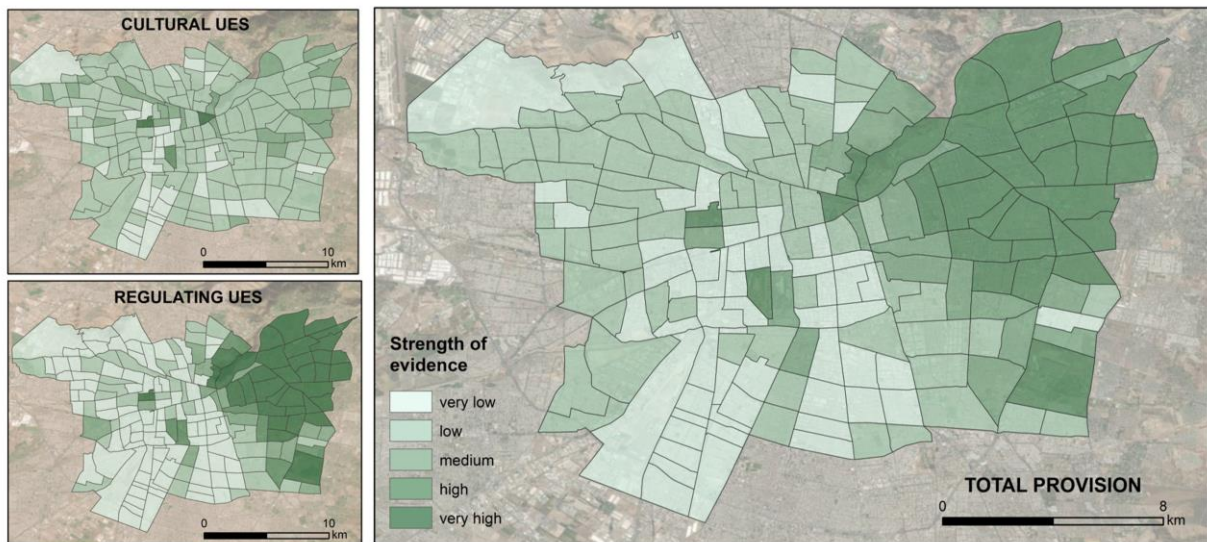 CULTURAL UES
0 10
km
REGULATING UES
0 10
km
Strength of
evidence
very low
low
medium
high
very high
TOTAL PROVISION
0 8
km